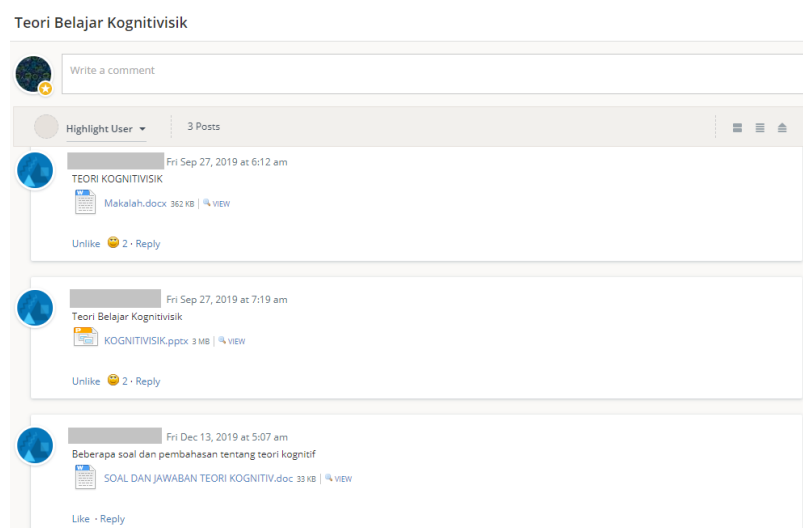 Teori Belajar Kognitivisik
Write a comment
Highlight User
3 Posts
Fri Sep 27, 2019 at 6:12 am
TEORI KOGNITIVISIK
Makalah.docx 362 KB | VIEW
Unlike 2 · Reply
Fri Sep 27, 2019 at 7:19 am
Teori Belajar Kognitivisik
KOGNITIVISIK.pptx 3 MB | VIEW
Unlike 2 · Reply
Fri Dec 13, 2019 at 5:07 am
Beberapa soal dan pembahasan tentang teori kognitif
SOAL DAN JAWABAN TEORI KOGNITIV.doc 33 KB | VIEW
Like · Reply